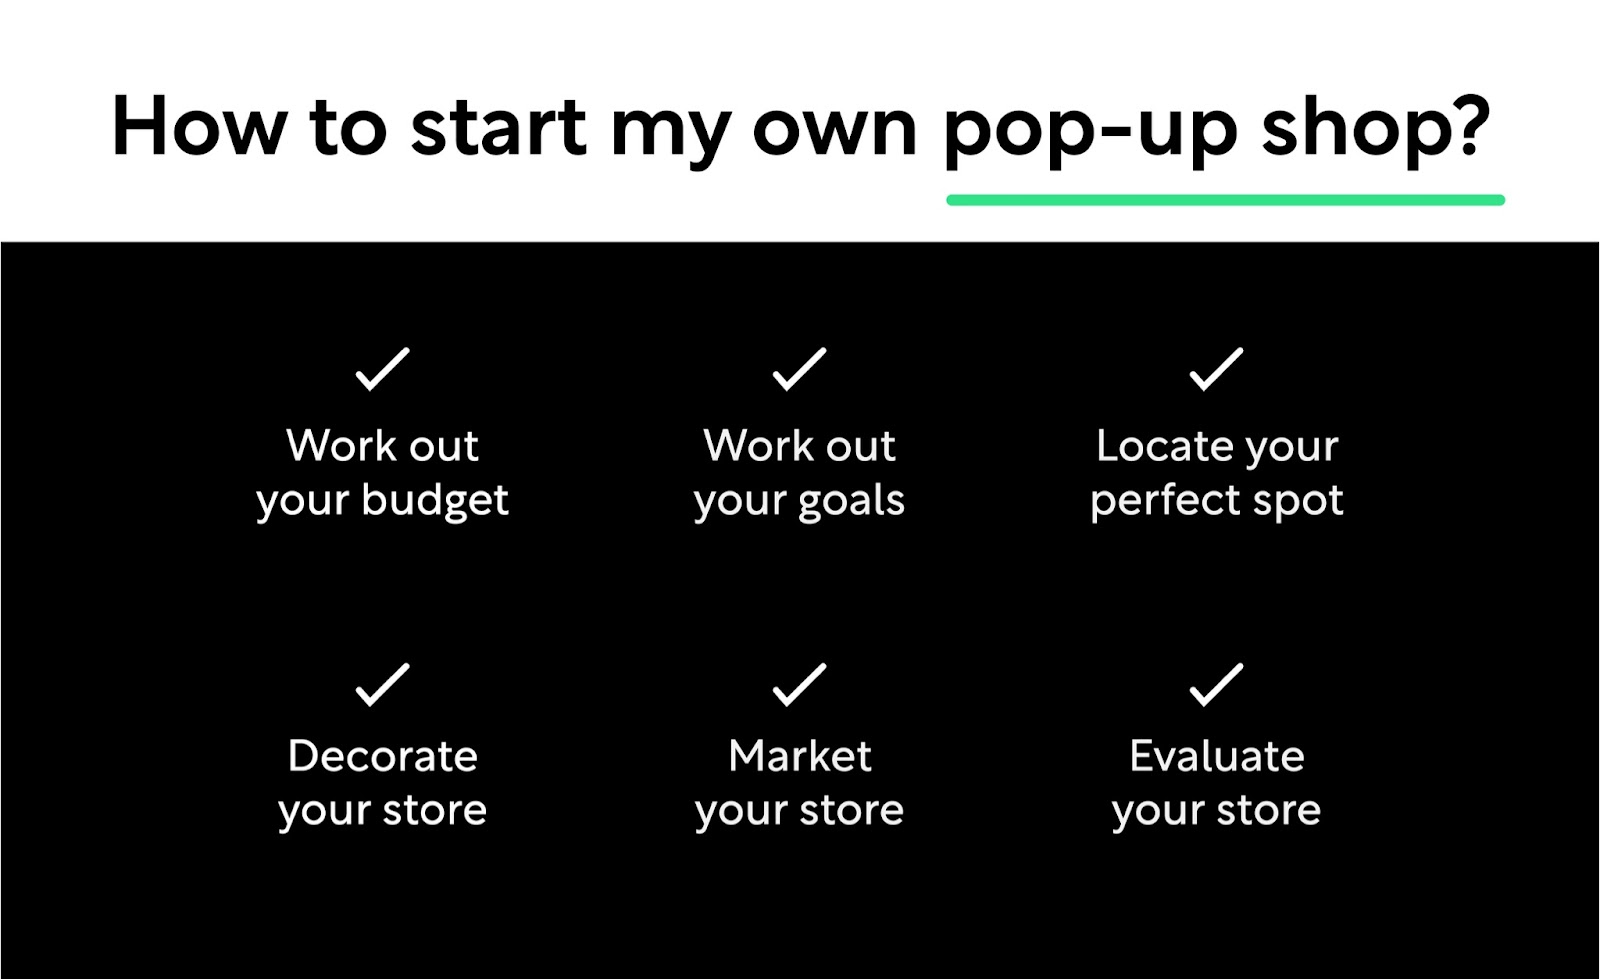 How to start my own pop-up shop?
Work out
your budget
Work out
your goals
Locate your
perfect spot
Decorate
your store
Market
your store
Evaluate
your store